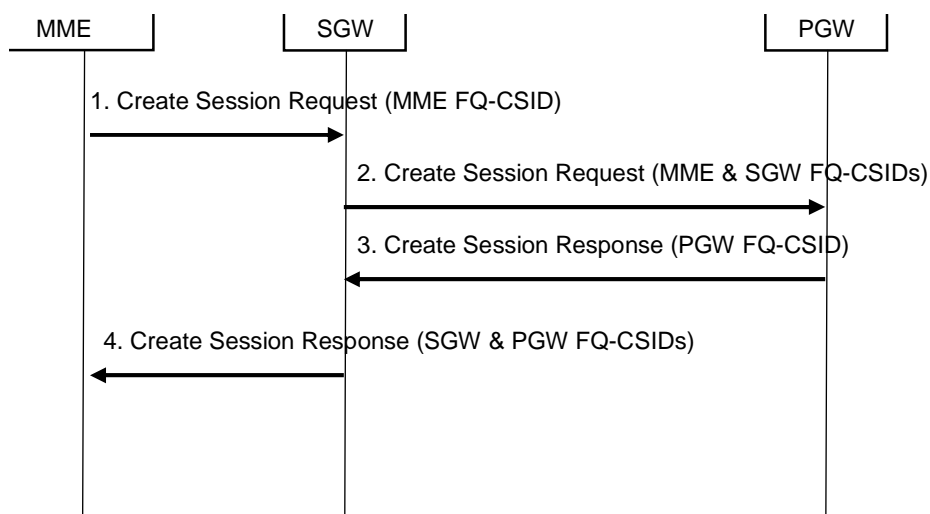 MME
SGW
PGW
1. Create Session Request (MME FQ-CSID)
2. Create Session Request (MME & SGW FQ-CSIDs)
3. Create Session Response (PGW FQ-CSID)
4. Create Session Response (SGW & PGW FQ-CSIDs)